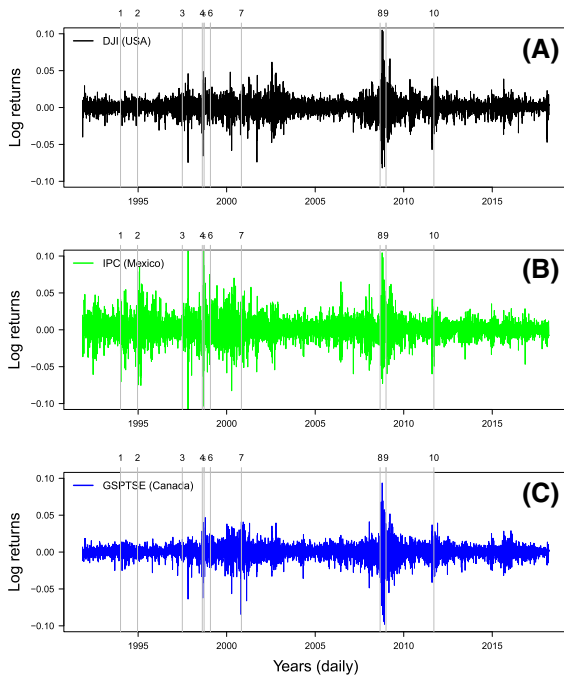 1 2 3 4 6 7 8 9 10
0.10
DJI (USA)
(A)
0.05
0.00
−0.05
−0.10
Log returns
1995 2000 2005 2010 2015
1 2 3 4 6 7 8 9 10
0.10
IPC (Mexico)
(B)
0.05
0.00
−0.05
−0.10
Log returns
1995 2000 2005 2010 2015
1 2 3 4 6 7 8 9 10
0.10
GSPTSE (Canada)
(C)
0.05
0.00
−0.05
−0.10
Log returns
1995 2000 2005 2010 2015
Years (daily)